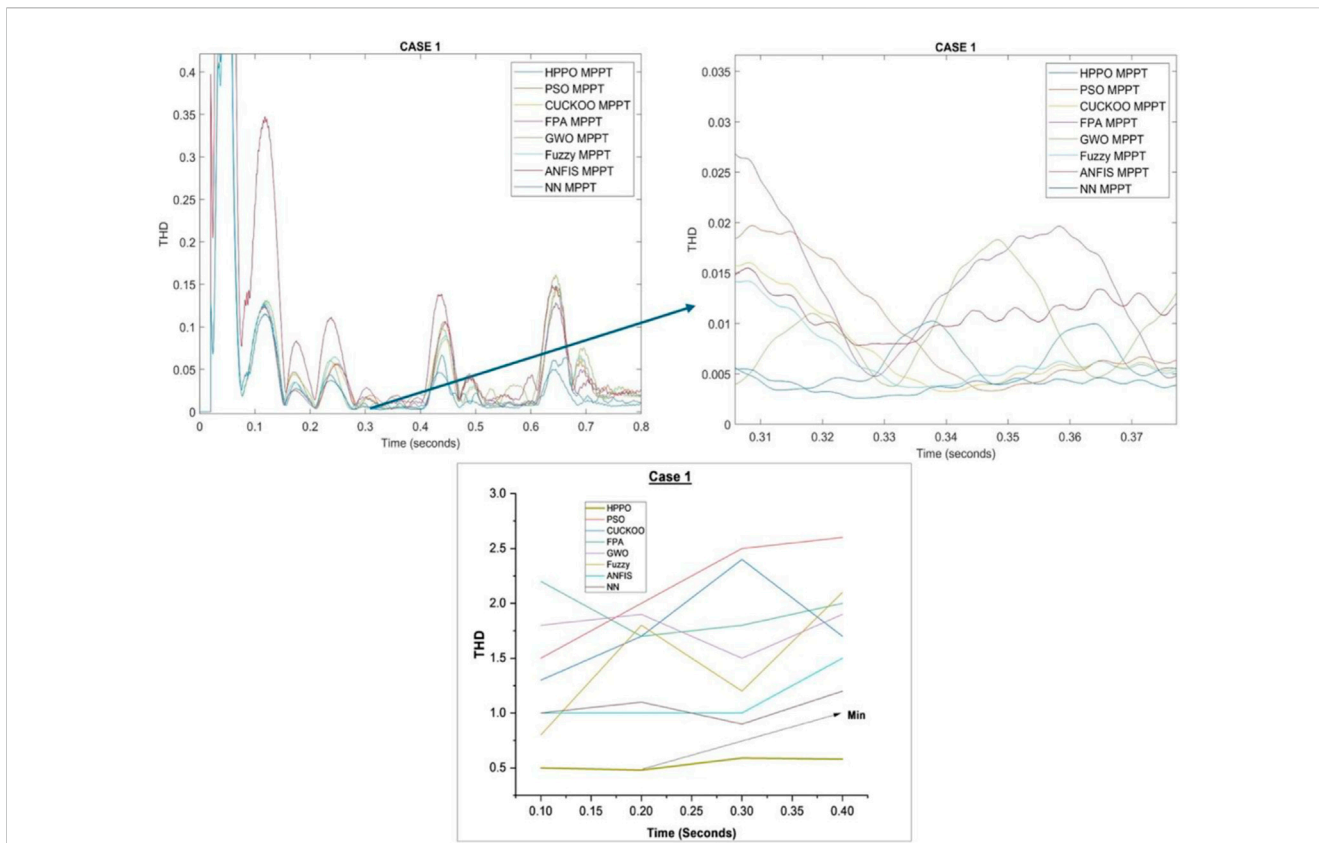 CASE 1
0.4
0.35
0.3
0.25
0.2
0.15
0.1
0.05
0
THD
HPPO MPPT
PSO MPPT
CUCKOO MPPT
FPA MPPT
GWO MPPT
Fuzzy MPPT
ANFIS MPPT
NN MPPT
0 0.1 0.2 0.3 0.4 0.5 0.6 0.7 0.8
Time (seconds)
CASE 1
0.035
0.03
0.025
0.02
0.015
0.01
0.005
0
THD
HPPO MPPT
PSO MPPT
CUCKOO MPPT
FPA MPPT
GWO MPPT
Fuzzy MPPT
ANFIS MPPT
NN MPPT
0.31 0.32 0.33 0.34 0.35 0.36 0.37
Time (seconds)
Case 1
3.0
2.5
2.0
1.5
1.0
0.5
THD
HPPO
PSO
CUCKOO
FPA
GWO
Fuzzy
ANFIS
NN
Min
0.10 0.15 0.20 0.25 0.30 0.35 0.40
Time (Seconds)